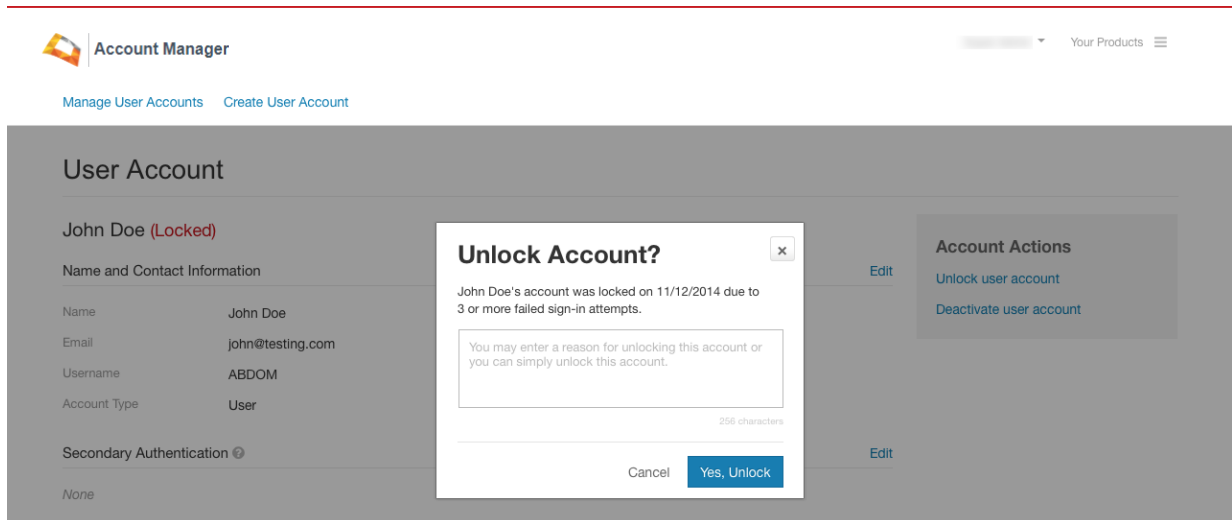 Account Manager
Your Products
Manage User Accounts Create User Account
User Account
John Doe (Locked)
Name and Contact Information Edit
Name John Doe
Email john@testing.com
Username ABDOM
Account Type User
Secondary Authentication Edit
None
Unlock Account?
John Doe's account was locked on 11/12/2014 due to
3 or more failed sign-in attempts.
You may enter a reason for unlocking this account or
you can simply unlock this account.
256 characters
Cancel Yes, Unlock
Account Actions
Unlock user account
Deactivate user account